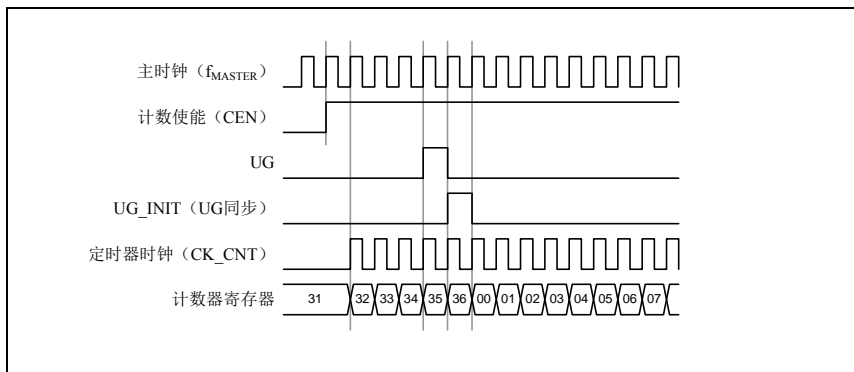 主时钟（fMASTER）
计数使能（CEN）
UG
UG_INIT（UG同步）
定时器时钟（CK_CNT）
计数器寄存器 31 32 33 34 35 36 00 01 02 03 04 05 06 07